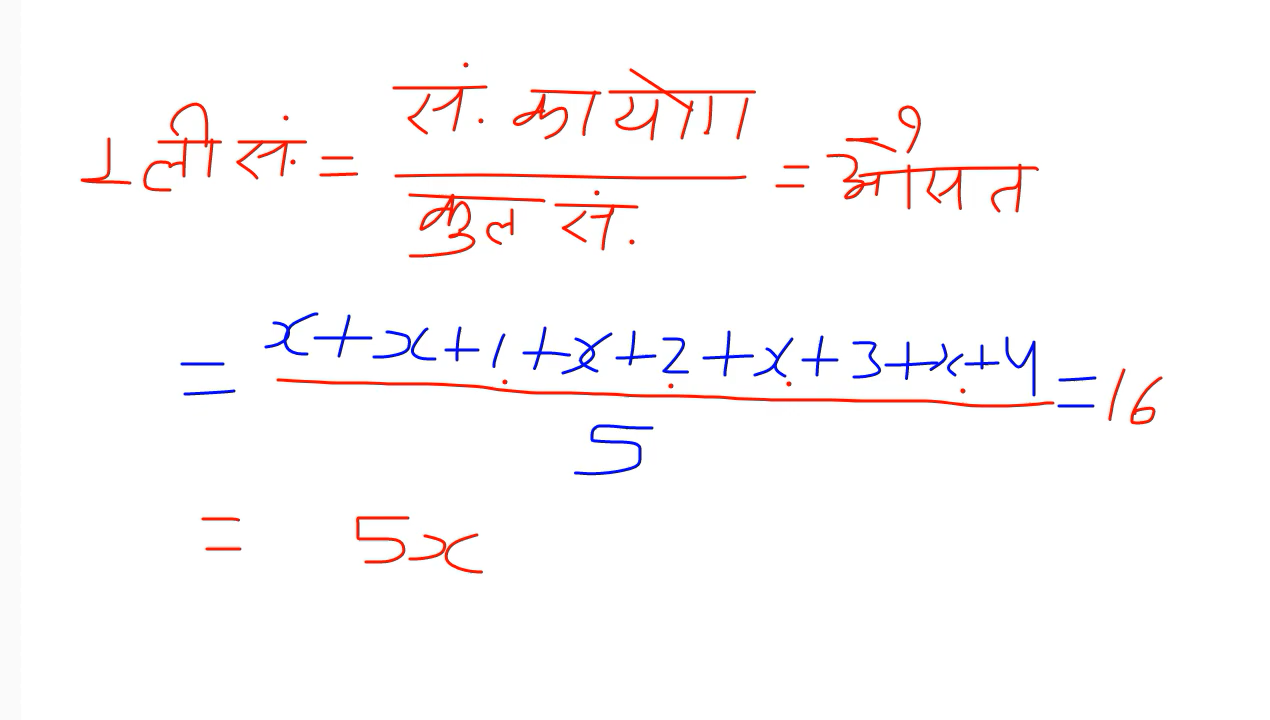 1ली सं. = सं. का योग / कुल सं. = औसत
= x+x+1+x+2+x+3+x+4 / 5 = 16
= 5x